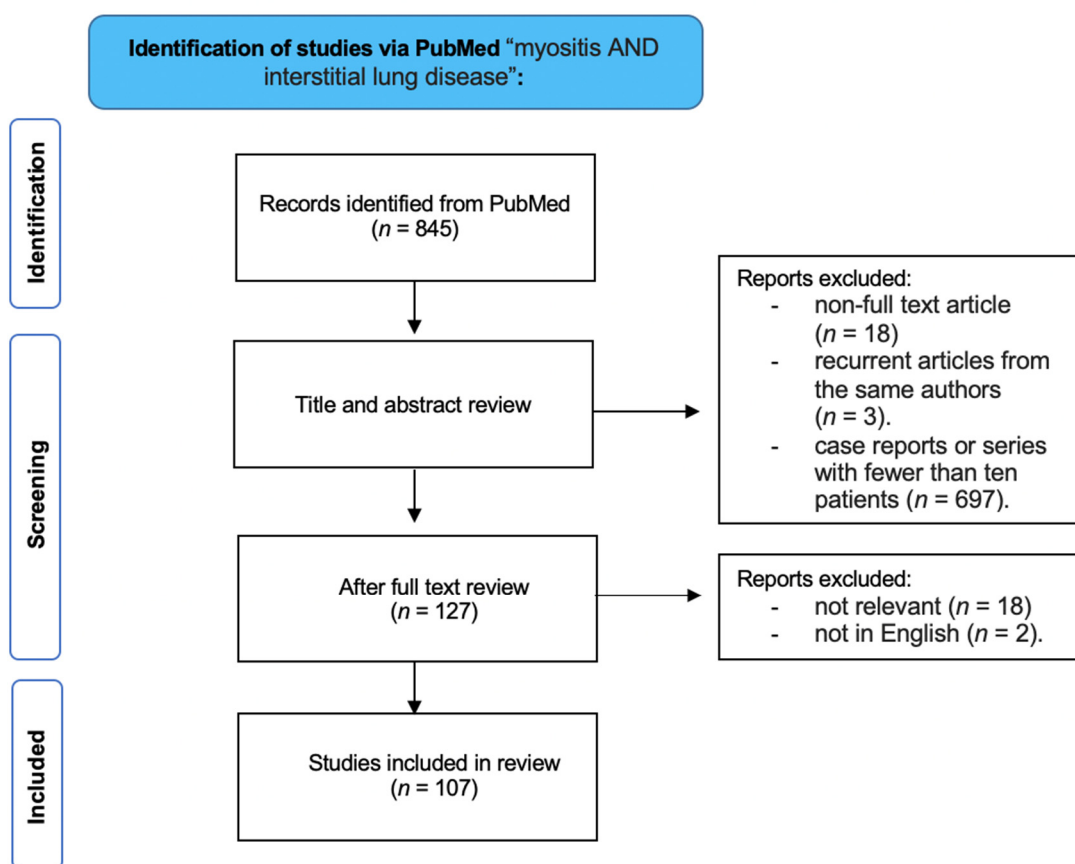 Identification of studies via PubMed “myositis AND
interstitial lung disease”:
Identification
Records identified from PubMed
(n = 845)
Screening
Title and abstract review
Reports excluded:
- non-full text article
(n = 18)
- recurrent articles from
the same authors
(n = 3).
- case reports or series
with fewer than ten
patients (n = 697).
After full text review
(n = 127)
Reports excluded:
- not relevant (n = 18)
- not in English (n = 2).
Included
Studies included in review
(n = 107)